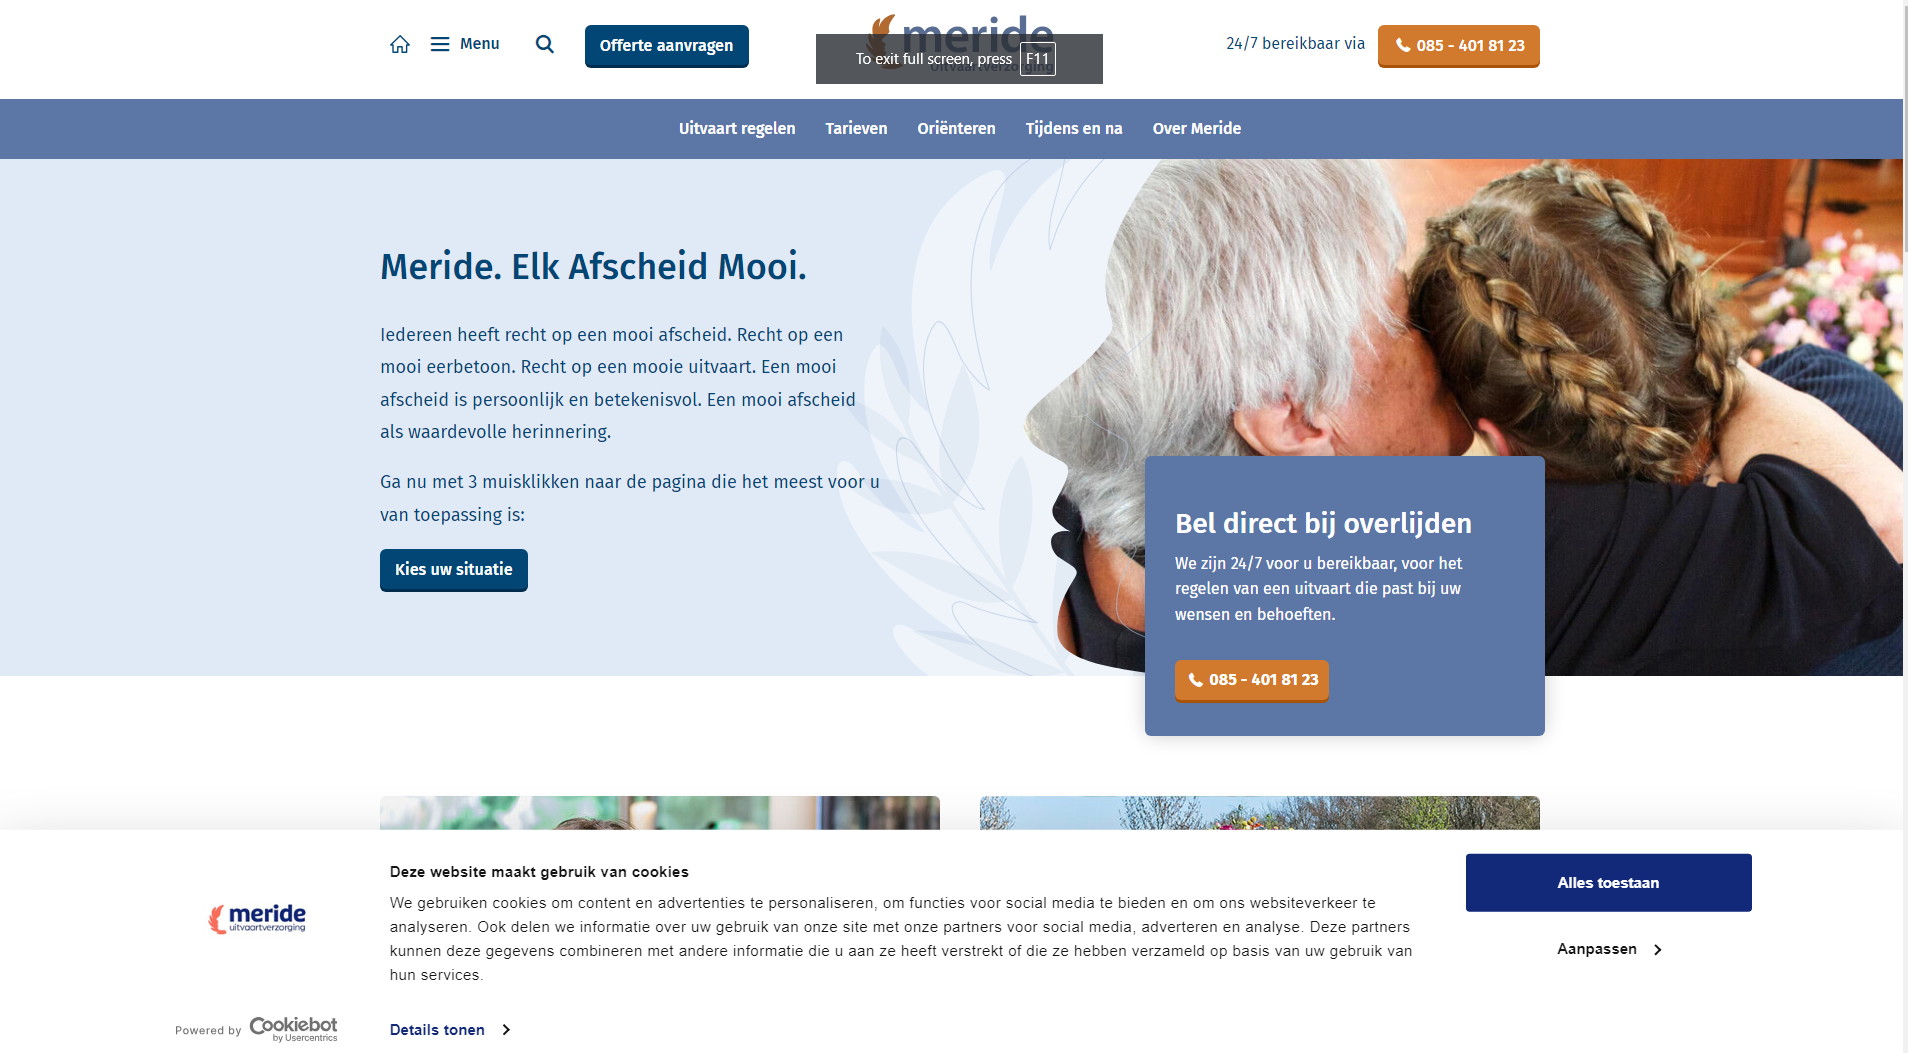 Menu
Offerte aanvragen
meride
To exit full screen, press F11
24/7 bereikbaar via
085 - 401 81 23
Uitvaart regelen
Tarieven
Oriënteren
Tijdens en na
Over Meride
Meride. Elk Afscheid Mooi.
Iedereen heeft recht op een mooi afscheid. Recht op een
mooi eerbetoon. Recht op een mooie uitvaart. Een mooi
afscheid is persoonlijk en betekenisvol. Een mooi afscheid
als waardevolle herinnering.
Ga nu met 3 muisklikken naar de pagina die het meest voor u
van toepassing is:
Kies uw situatie
Bel direct bij overlijden
We zijn 24/7 voor u bereikbaar, voor het
regelen van een uitvaart die past bij uw
wensen en behoeften.
085 - 401 81 23
meride
uitvaartverzorging
Powered by Cookiebot
by Usercentrics
Deze website maakt gebruik van cookies
We gebruiken cookies om content en advertenties te personaliseren, om functies voor social media te bieden en om ons websiteverkeer te
analyseren. Ook delen we informatie over uw gebruik van onze site met onze partners voor social media, adverteren en analyse. Deze partners
kunnen deze gegevens combineren met andere informatie die u aan ze heeft verstrekt of die ze hebben verzameld op basis van uw gebruik van
hun services.
Details tonen
Alles toestaan
Aanpassen